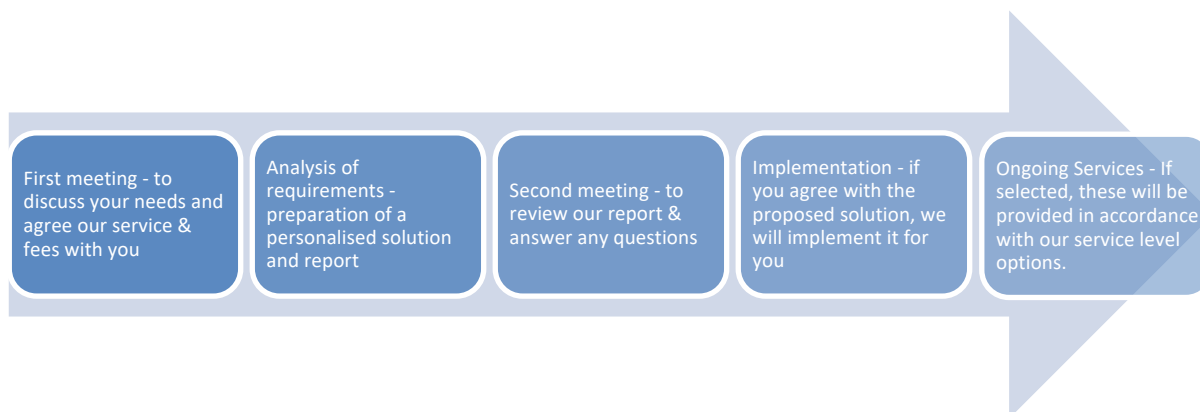 First meeting - to
discuss your needs and
agree our service &
fees with you
Analysis of
requirements -
preparation of a
personalised solution
and report
Second meeting - to
review our report &
answer any questions
Implementation - if
you agree with the
proposed solution, we
will implement it for
you
Ongoing Services - If
selected, these will be
provided in accordance
with our service level
options.